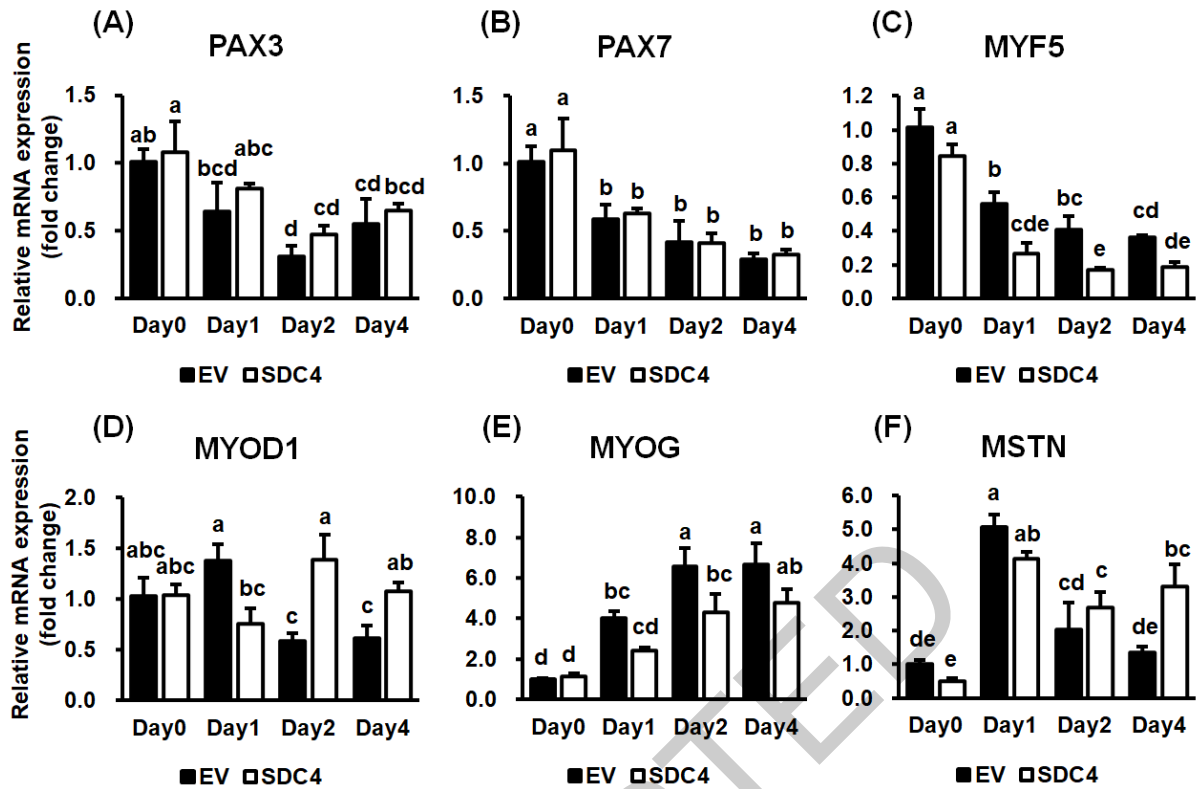 (A) PAX3
(B) PAX7
(C) MYF5
Relative mRNA expression
(fold change)
1.5
1.0
0.5
0.0
ab a bcd abc d cd cd bcd
Day0 Day1 Day2 Day4
EV SDC4
1.5
1.0
0.5
0.0
a a b b b b b b
Day0 Day1 Day2 Day4
EV SDC4
1.2
1.0
0.8
0.6
0.4
0.2
0.0
a a b cde bc e cd de
Day0 Day1 Day2 Day4
EV SDC4
(D) MYOD1
(E) MYOG
(F) MSTN
Relative mRNA expression
(fold change)
2.0
1.5
1.0
0.5
0.0
abc abc a bc c a c ab
Day0 Day1 Day2 Day4
EV SDC4
10.0
8.0
6.0
4.0
2.0
0.0
d d bc cd a bc a ab
Day0 Day1 Day2 Day4
EV SDC4
6.0
5.0
4.0
3.0
2.0
1.0
0.0
de e a ab cd c de bc
Day0 Day1 Day2 Day4
EV SDC4
TED